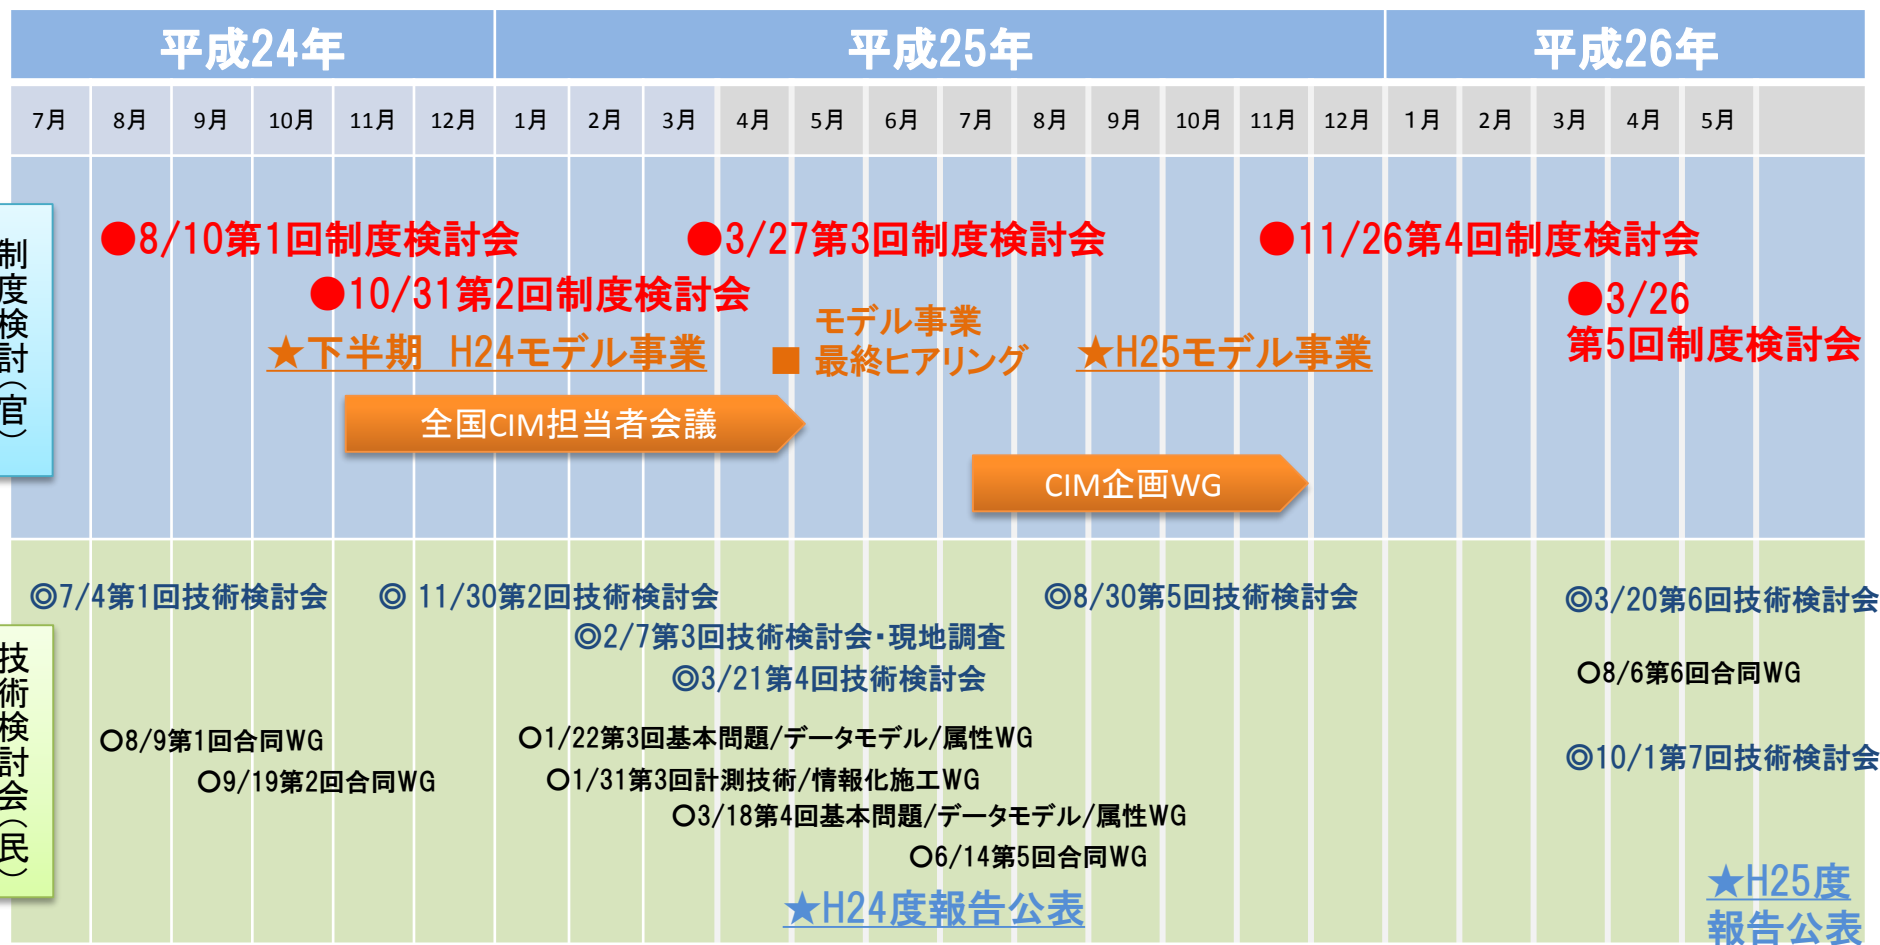 平成24年 平成25年 平成26年
7月 8月 9月 10月 11月 12月 1月 2月 3月 4月 5月 6月 7月 8月 9月 10月 11月 12月 1月 2月 3月 4月 5月
制度検討（官）
●8/10第1回制度検討会
●3/27第3回制度検討会
●11/26第4回制度検討会
●10/31第2回制度検討会
●3/26
第5回制度検討会
★下半期 H24モデル事業
モデル事業
■ 最終ヒアリング
★H25モデル事業
全国CIM担当者会議
CIM企画WG
技術検討会（民）
◎7/4第1回技術検討会
◎ 11/30第2回技術検討会
◎8/30第5回技術検討会
◎3/20第6回技術検討会
◎2/7第3回技術検討会・現地調査
◎3/21第4回技術検討会
○8/6第6回合同WG
○8/9第1回合同WG
○1/22第3回基本問題/データモデル/属性WG
◎10/1第7回技術検討会
○9/19第2回合同WG
○1/31第3回計測技術/情報化施工WG
○3/18第4回基本問題/データモデル/属性WG
○6/14第5回合同WG
★H24度報告公表
★H25度
報告公表